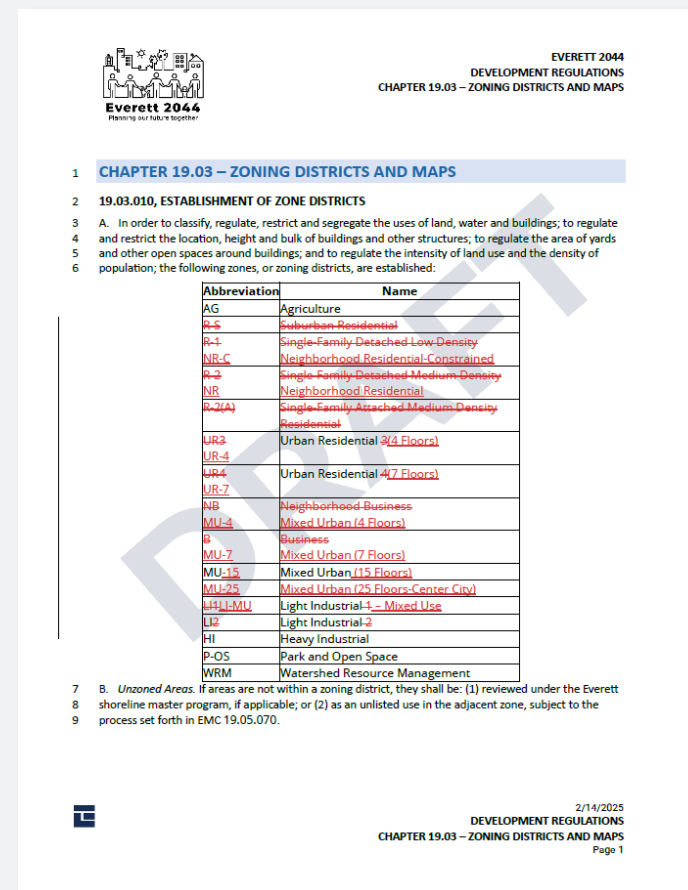 Everett 2044
Planning our future together
EVERETT 2044
DEVELOPMENT REGULATIONS
CHAPTER 19.03 – ZONING DISTRICTS AND MAPS
1 CHAPTER 19.03 – ZONING DISTRICTS AND MAPS
2 19.03.010, ESTABLISHMENT OF ZONE DISTRICTS
3 A. In order to classify, regulate, restrict and segregate the uses of land, water and buildings; to regulate
4 and restrict the location, height and bulk of buildings and other structures; to regulate the area of yards
5 and other open spaces around buildings; and to regulate the intensity of land use and the density of
6 population; the following zones, or zoning districts, are established:
Abbreviation Name
AG Agriculture
R-S Suburban Residential
R-1 Single-Family Detached Low Density
NR-C Neighborhood Residential-Constrained
R-2 Single-Family Detached Medium Density
NR Neighborhood Residential
R-2(A) Single-Family Attached Medium Density
Residential
UR3 Urban Residential 3(4 Floors)
UR-4
UR4 Urban Residential 4(7 Floors)
UR-7
NB Neighborhood Business
MU-4 Mixed Urban (4 Floors)
B Business
MU-7 Mixed Urban (7 Floors)
MU-15 Mixed Urban (15 Floors)
MU-25 Mixed Urban (25 Floors-Center City)
LI1LI-MU Light Industrial 1 – Mixed Use
LI2 Light Industrial 2
HI Heavy Industrial
P-OS Park and Open Space
WRM Watershed Resource Management
DRAFT
7 B. Unzoned Areas. If areas are not within a zoning district, they shall be: (1) reviewed under the Everett
8 shoreline master program, if applicable; or (2) as an unlisted use in the adjacent zone, subject to the
9 process set forth in EMC 19.05.070.
2/14/2025
DEVELOPMENT REGULATIONS
CHAPTER 19.03 – ZONING DISTRICTS AND MAPS
Page 1